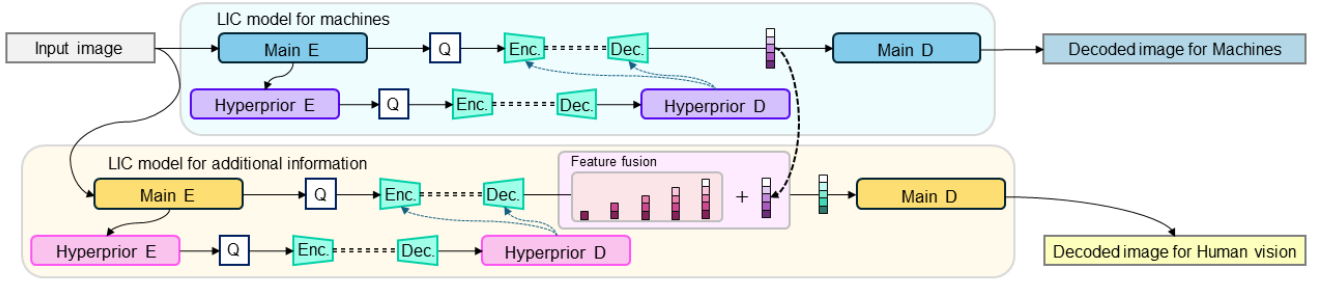 LIC model for machines
Input image
Main E
Q
Enc.
Dec.
Main D
Decoded image for Machines
Hyperprior E
Q
Enc.
Dec.
Hyperprior D
LIC model for additional information
Feature fusion
Main E
Q
Enc.
Dec.
+
Main D
Hyperprior E
Q
Enc.
Dec.
Hyperprior D
Decoded image for Human vision